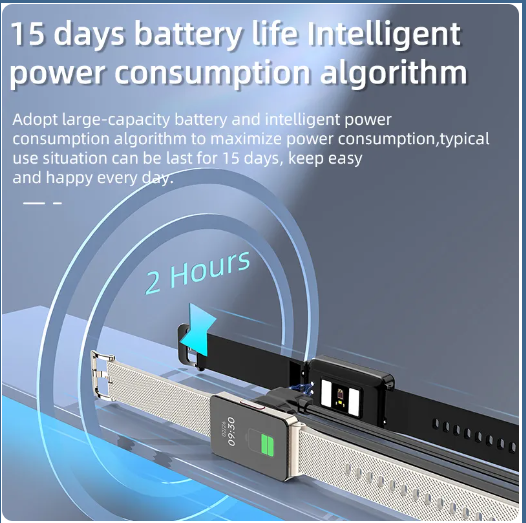 15 days battery life Intelligent
power consumption algorithm
Adopt large-capacity battery and intelligent power
consumption algorithm to maximize power consumption,typical
use situation can be last for 15 days, keep easy
and happy every day.
2 Hours
09:30